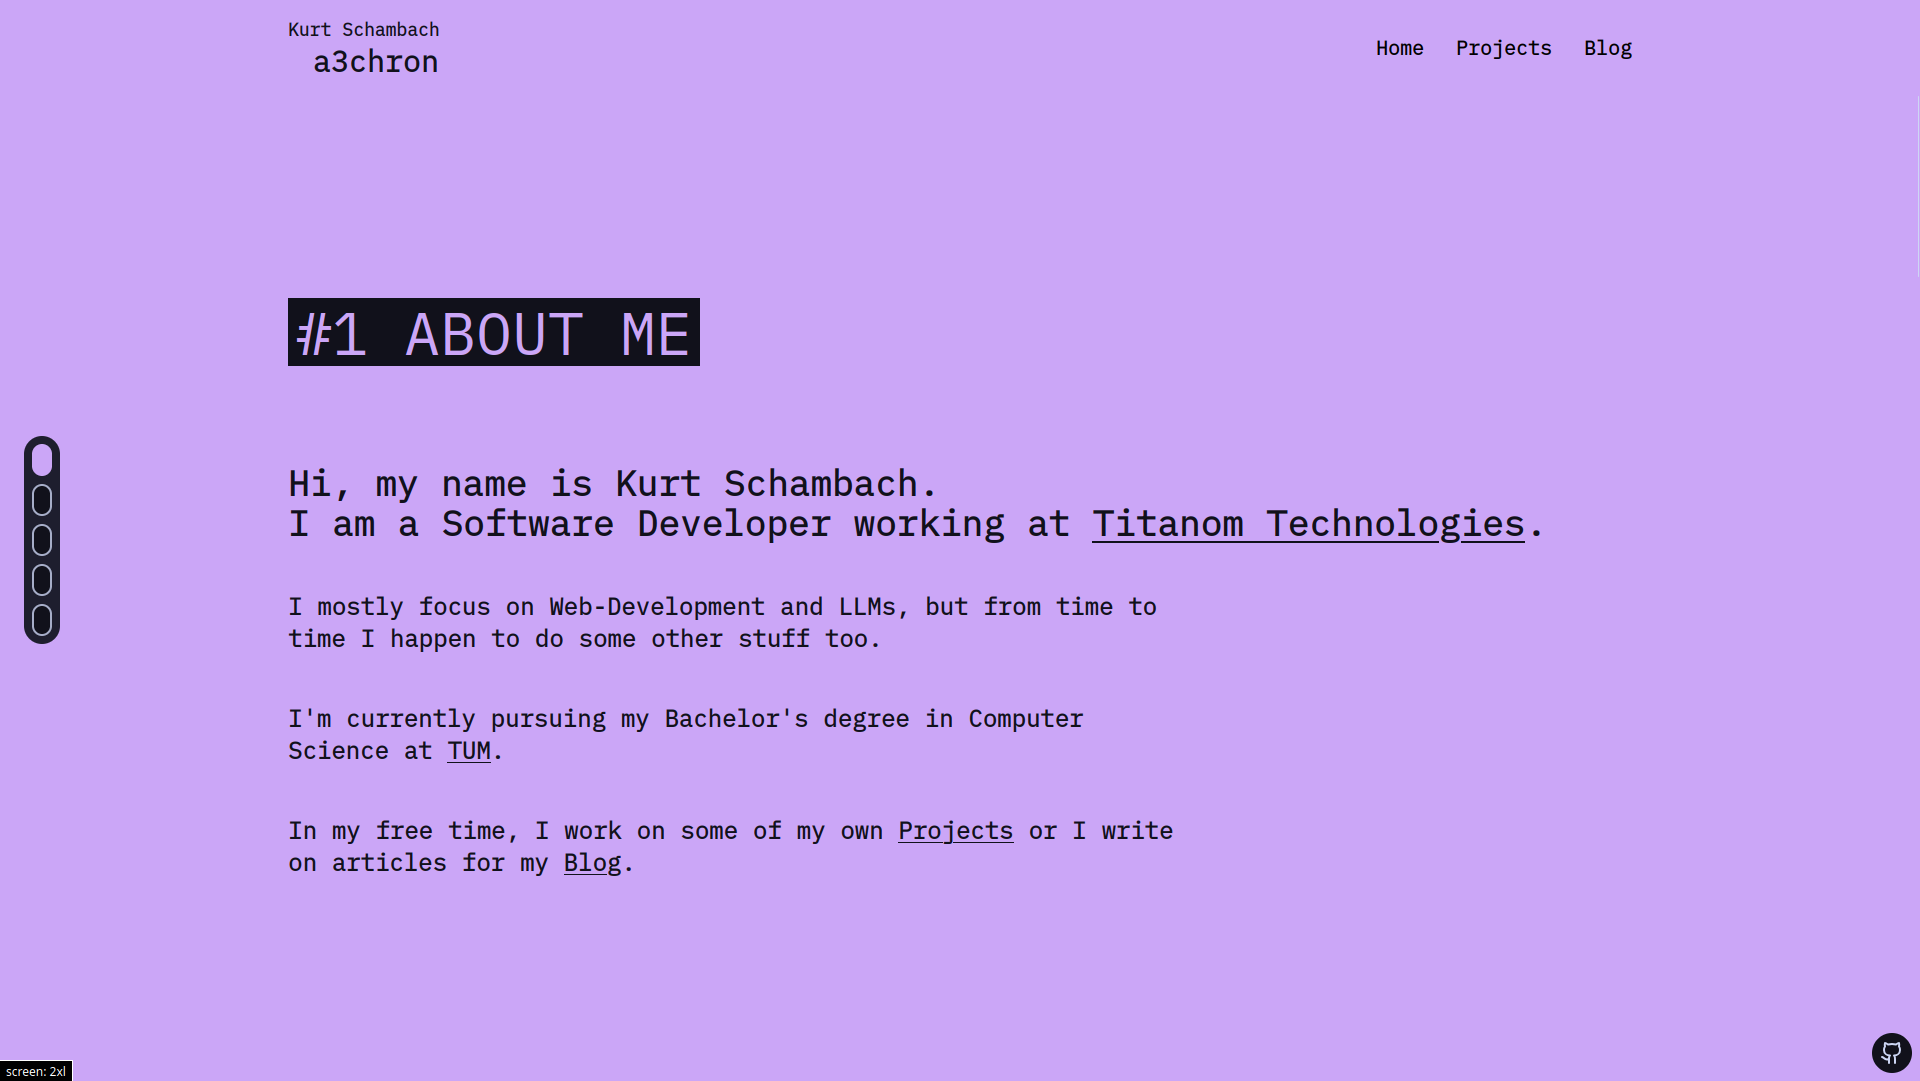 Kurt Schambach
a3chron
Home Projects Blog
#1 ABOUT ME
Hi, my name is Kurt Schambach.
I am a Software Developer working at Titanom Technologies.
I mostly focus on Web-Development and LLMs, but from time to
time I happen to do some other stuff too.
I'm currently pursuing my Bachelor's degree in Computer
Science at TUM.
In my free time, I work on some of my own Projects or I write
on articles for my Blog.
screen: 2xl